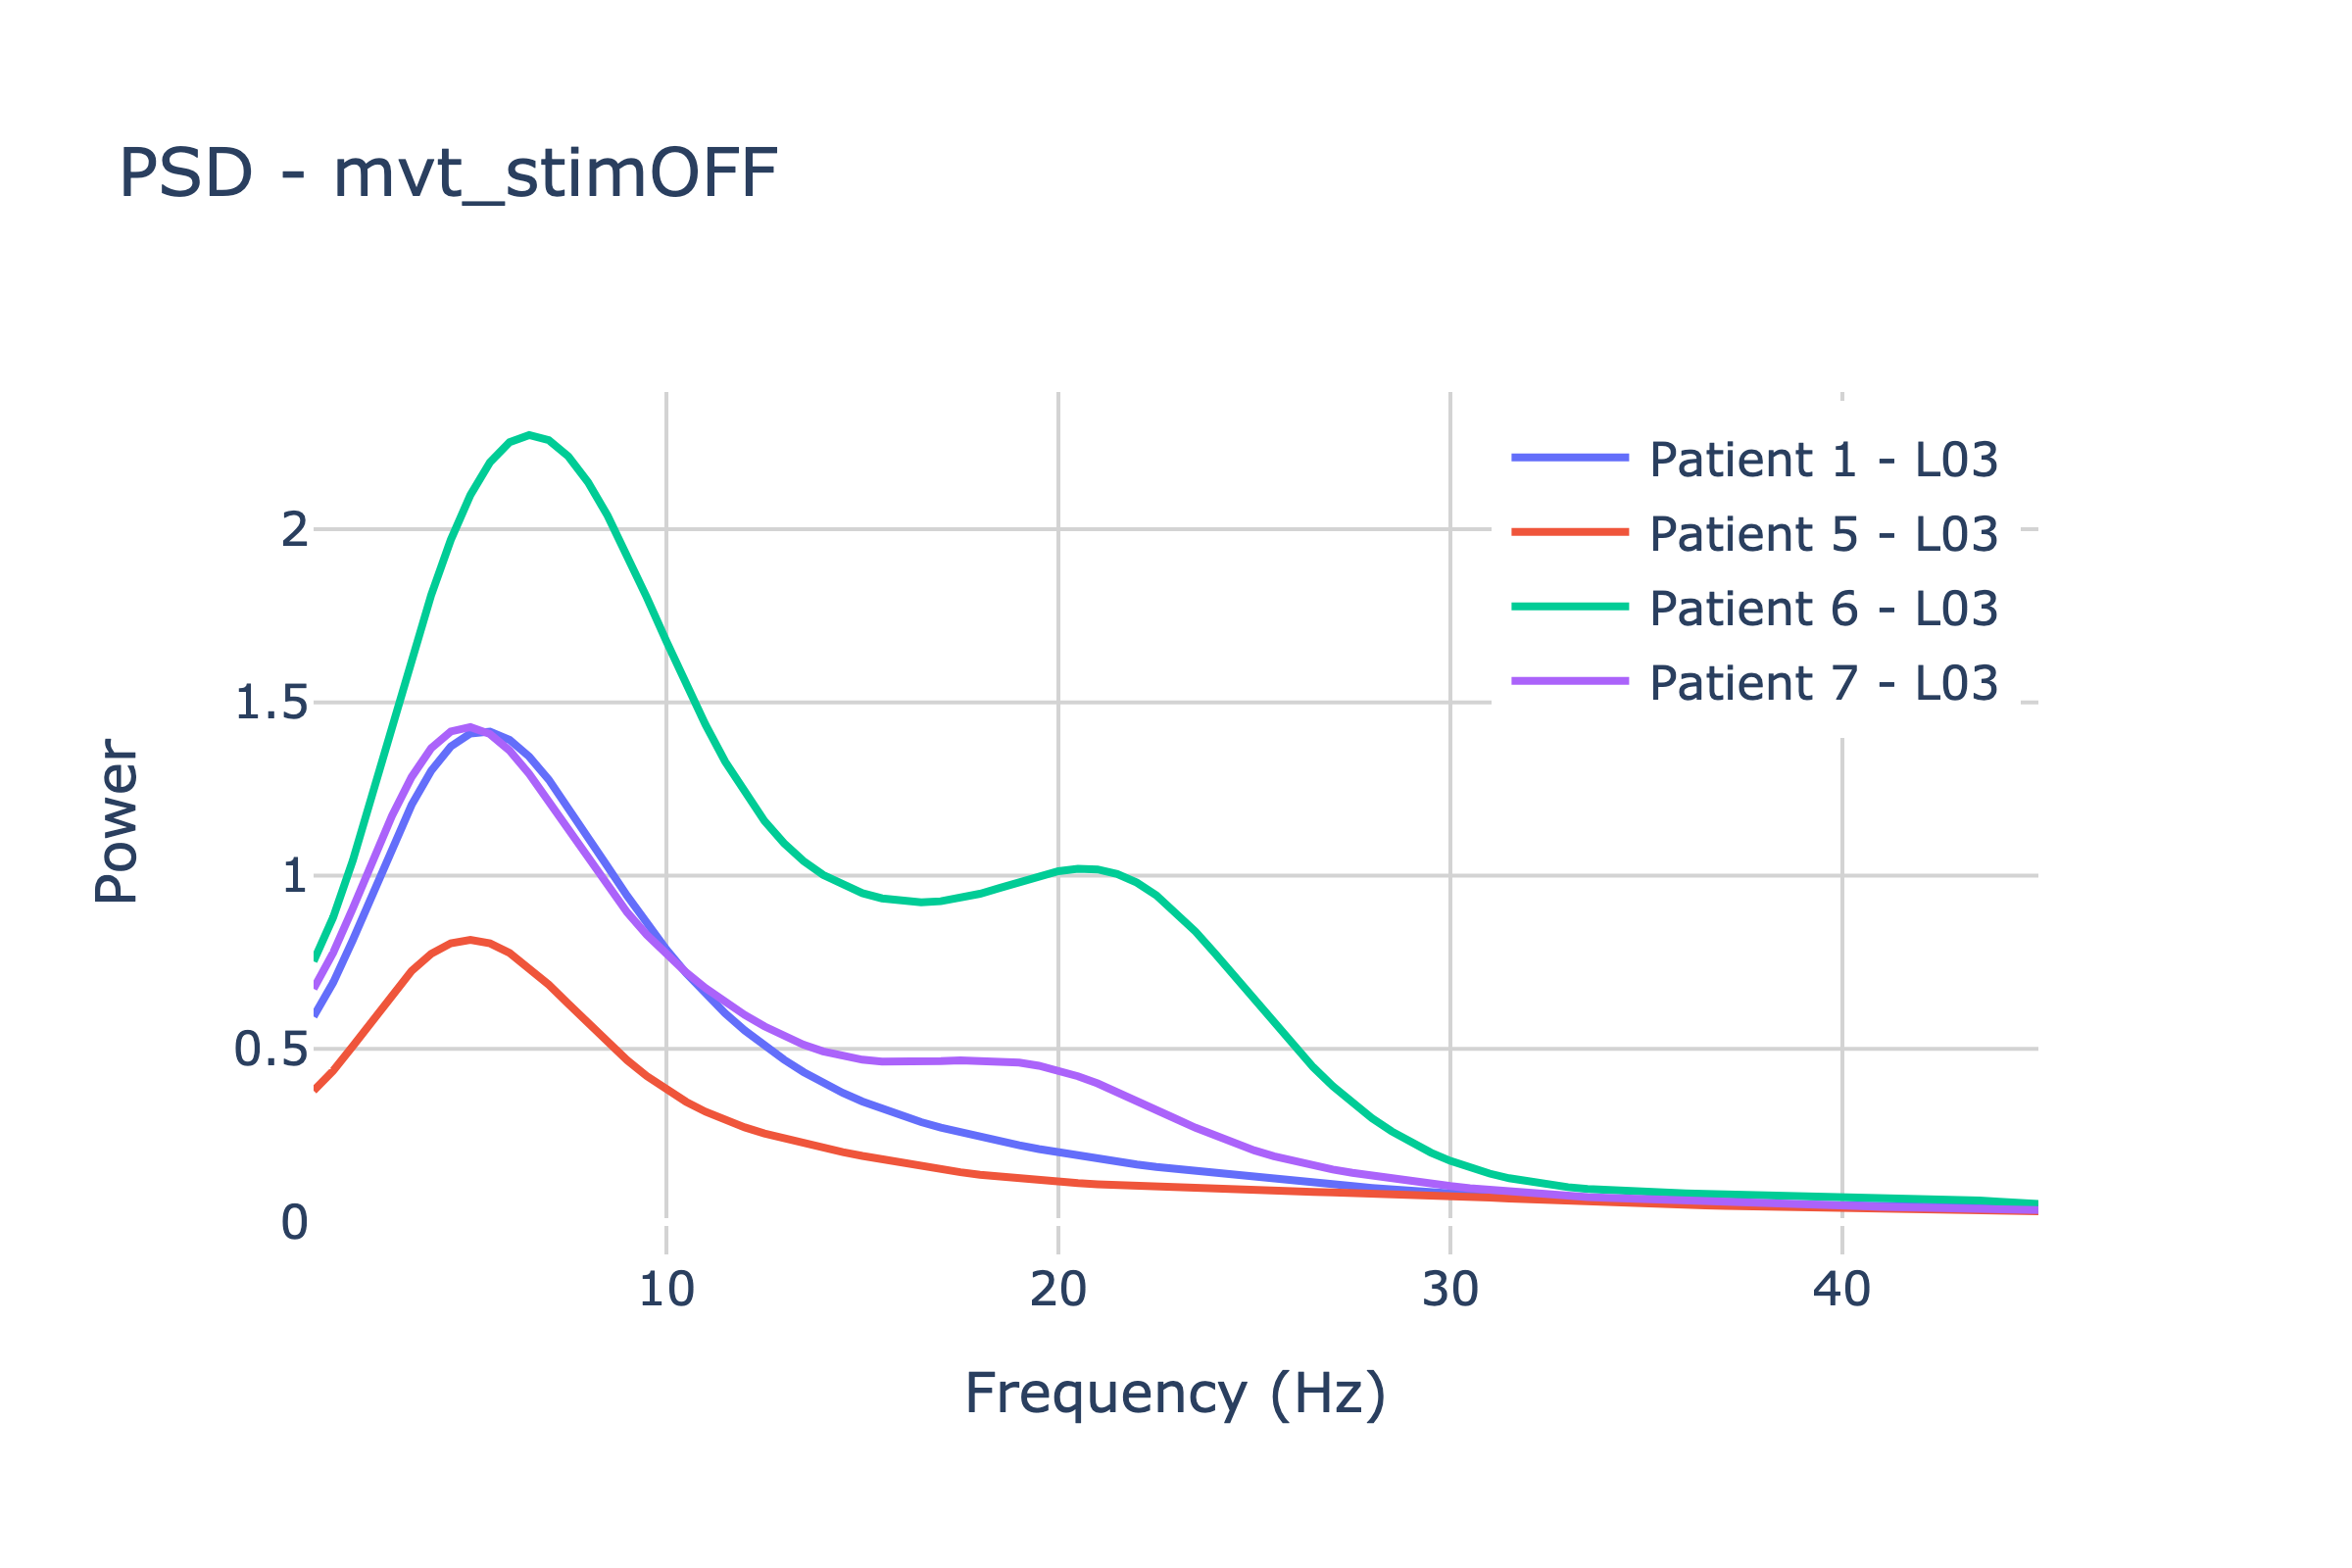 PSD - mvt_stimOFF
Patient 1 - L03
Patient 5 - L03
Patient 6 - L03
Patient 7 - L03
Power
2
1.5
1
0.5
0
10 20 30 40
Frequency (Hz)